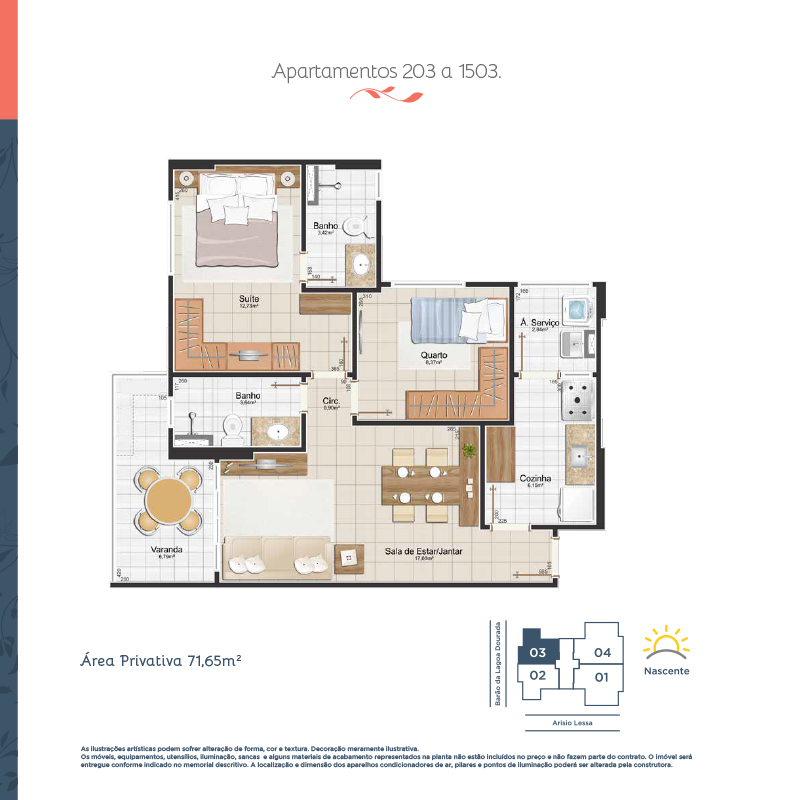 Apartamentos 203 a 1503.
Banho
3,42m²
Suíte
12,73m²
Quarto
8,37m²
Á. Serviço
2,84m²
Banho
3,64m²
Circ.
0,90m²
Cozinha
6,15m²
Varanda
6,79m²
Sala de Estar/Jantar
17,80m²
Área Privativa 71,65m²
Barão da Lagoa Dourada
03
04
02
01
Arisio Lessa
Nascente
As ilustrações artísticas podem sofrer alteração de forma, cor e textura. Decoração meramente ilustrativa.
Os móveis, equipamentos, utensílios, iluminação, sancas e alguns materiais de acabamento representados na planta não estão incluídos no preço e não fazem parte do contrato. O imóvel será
entregue conforme indicado no memorial descritivo. A localização e dimensão dos aparelhos condicionadores de ar, pilares e pontos de iluminação poderá ser alterada pela construtora.